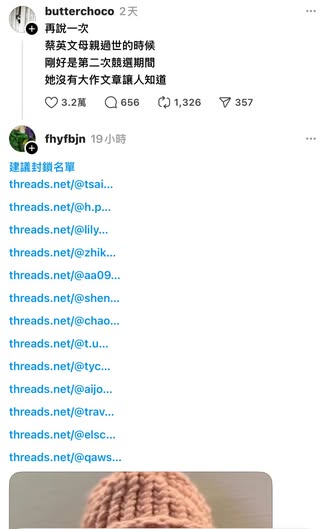 butterchoco 2天
再說一次
蔡英文母親過世的時候
剛好是第二次競選期間
她沒有大作文章讓人知道
3.2萬 656 1,326 357
fhyfbjn 19小時
建議封鎖名單
threads.net/@tsai...
threads.net/@h.p...
threads.net/@lily...
threads.net/@zhik...
threads.net/@aa09...
threads.net/@shen...
threads.net/@chao...
threads.net/@t.u...
threads.net/@tyc...
threads.net/@aijo...
threads.net/@trav...
threads.net/@elsc...
threads.net/@qaws...